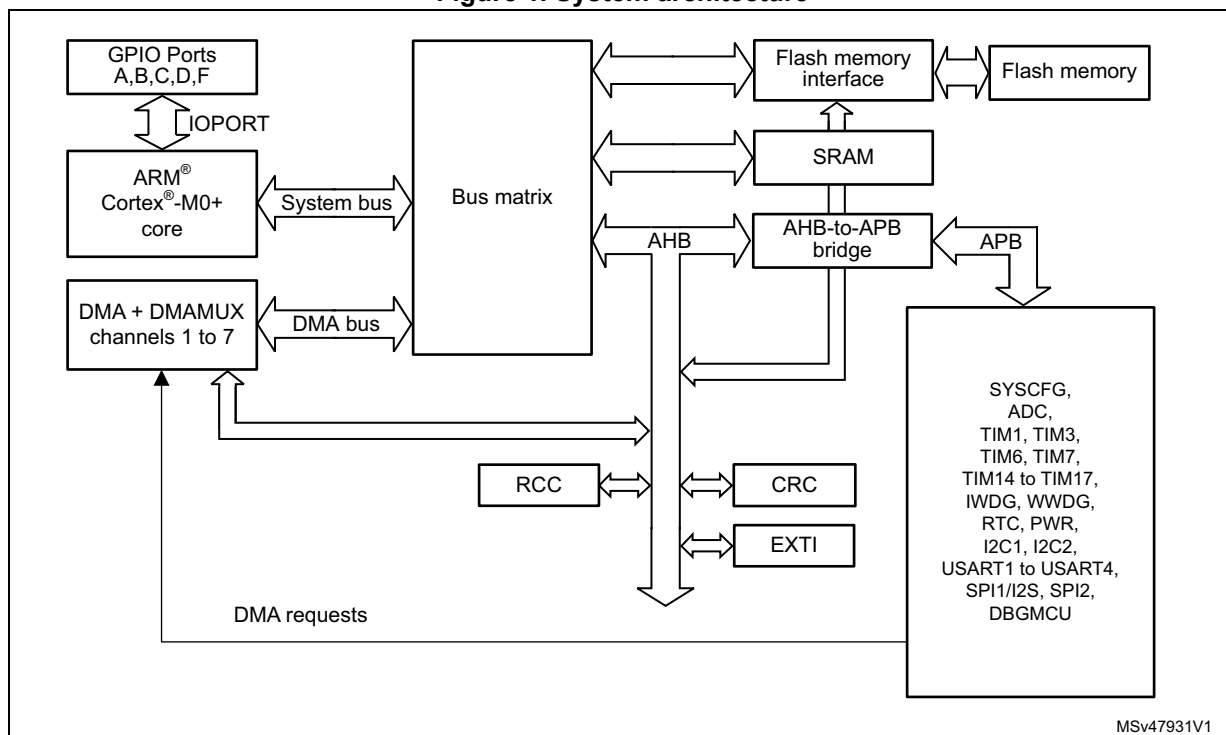 Figure 1. System architecture
GPIO Ports
A,B,C,D,F
IOPORT
ARM®
Cortex®-M0+
core
System bus
DMA + DMAMUX
channels 1 to 7
DMA bus
Bus matrix
Flash memory
interface
Flash memory
SRAM
AHB
AHB-to-APB
bridge
APB
RCC
CRC
EXTI
DMA requests
SYSCFG,
ADC,
TIM1, TIM3,
TIM6, TIM7,
TIM14 to TIM17,
IWDG, WWDG,
RTC, PWR,
I2C1, I2C2,
USART1 to USART4,
SPI1/I2S, SPI2,
DBGMCU
MSv47931V1